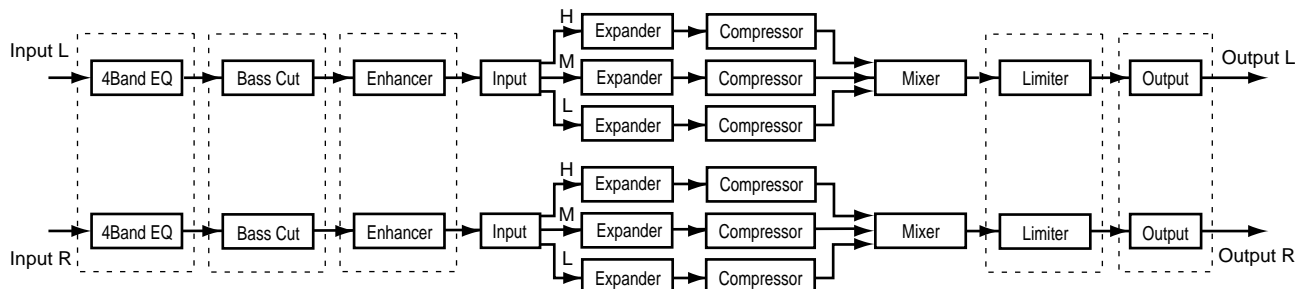 H
Expander
Compressor
Input L
M
4Band EQ
Bass Cut
Enhancer
Input
Expander
Compressor
Mixer
Limiter
Output
Output L
L
Expander
Compressor
H
Expander
Compressor
M
4Band EQ
Bass Cut
Enhancer
Input
Expander
Compressor
Mixer
Limiter
Output
Input R
L
Expander
Compressor
Output R